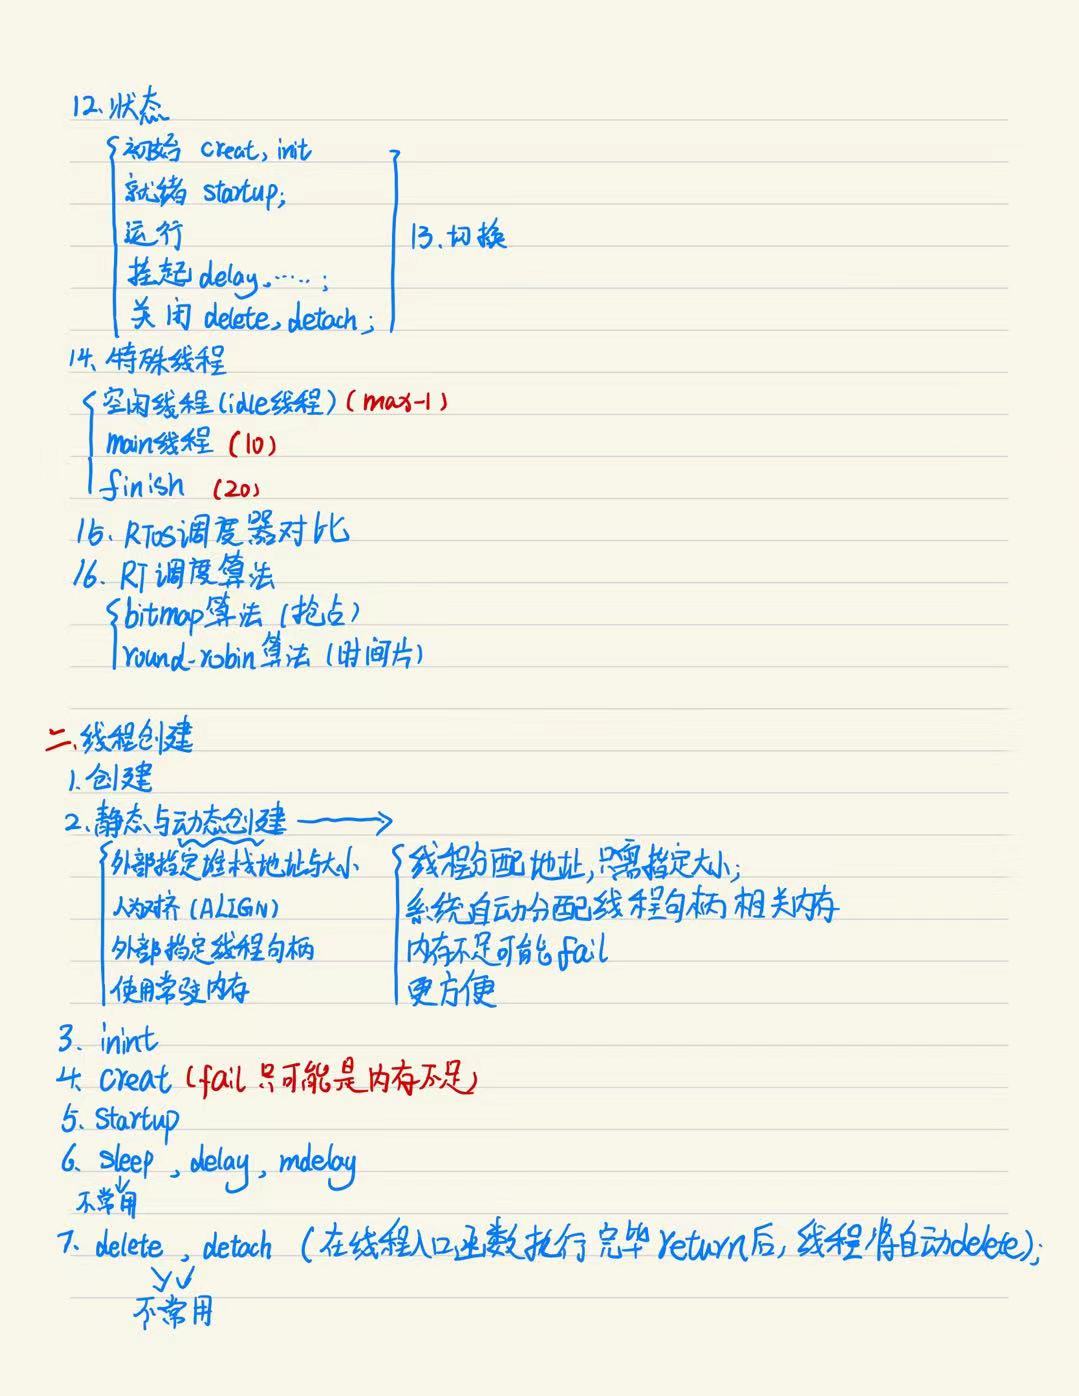 12、状态
初始 creat, init
就绪 startup;
运行
挂起 delay, ……;
关闭 delete, detach;
13、切换
14、特殊线程
空闲线程(idle线程)(max-1)
main线程 (10)
finish (20)
15、RTOS调度器对比
16、RT调度算法
bitmap算法 (抢占)
round-robin算法 (时间片)
二、线程创建
1、创建
2、静态与动态创建 →
外部指定堆栈地址与大小
人为对齐(ALIGN)
外部指定线程句柄
使用常驻内存
线程分配地址,只需指定大小;
系统自动分配线程句柄相关内存
内存不足可能fail
更方便
3. inint
4. creat (fail 只可能是内存不足)
5. startup
6. sleep, delay, mdelay
不常用
7. delete, detach (在线程入口函数执行完毕return后,线程将自动delete);
不常用